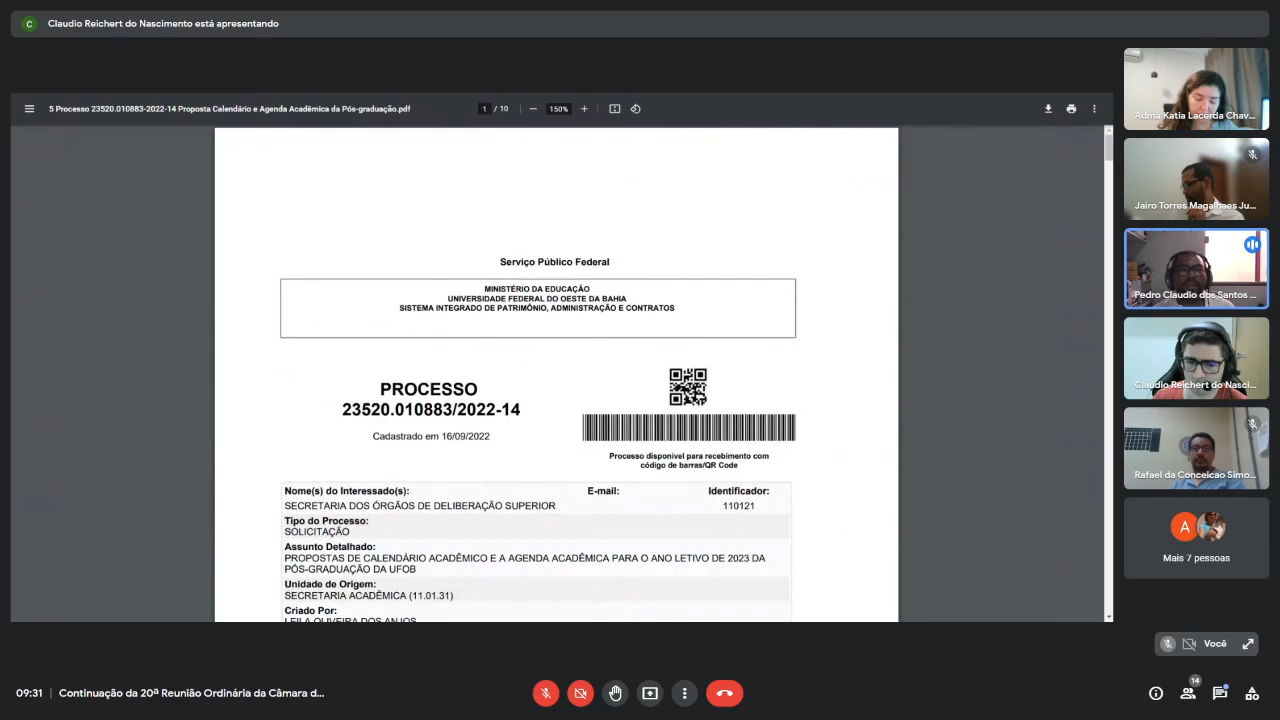 C Claudio Reichert do Nascimento está apresentando
5 Processo 23520.010883-2022-14 Proposta Calendário e Agenda Acadêmica da Pós-graduação.pdf
1 / 10
150%
Serviço Público Federal
MINISTÉRIO DA EDUCAÇÃO
UNIVERSIDADE FEDERAL DO OESTE DA BAHIA
SISTEMA INTEGRADO DE PATRIMÔNIO, ADMINISTRAÇÃO E CONTRATOS
PROCESSO
23520.010883/2022-14
Cadastrado em 16/09/2022
Processo disponível para recebimento com
código de barras/QR Code
Nome(s) do Interessado(s): E-mail: Identificador:
SECRETARIA DOS ÓRGÃOS DE DELIBERAÇÃO SUPERIOR 110121
Tipo do Processo:
SOLICITAÇÃO
Assunto Detalhado:
PROPOSTAS DE CALENDÁRIO ACADÊMICO E A AGENDA ACADÊMICA PARA O ANO LETIVO DE 2023 DA
PÓS-GRADUAÇÃO DA UFOB
Unidade de Origem:
SECRETARIA ACADÊMICA (11.01.31)
Criado Por:
LEILA OLIVEIRA DOS ANJOS
Adma Katia Lacerda Chav...
Jairo Torres Magalhaes Ju...
Pedro Claudio dos Santos ...
Claudio Reichert do Nasci...
Rafael da Conceicao Simo...
A
Mais 7 pessoas
Você
09:31 | Continuação da 20ª Reunião Ordinária da Câmara d...
14